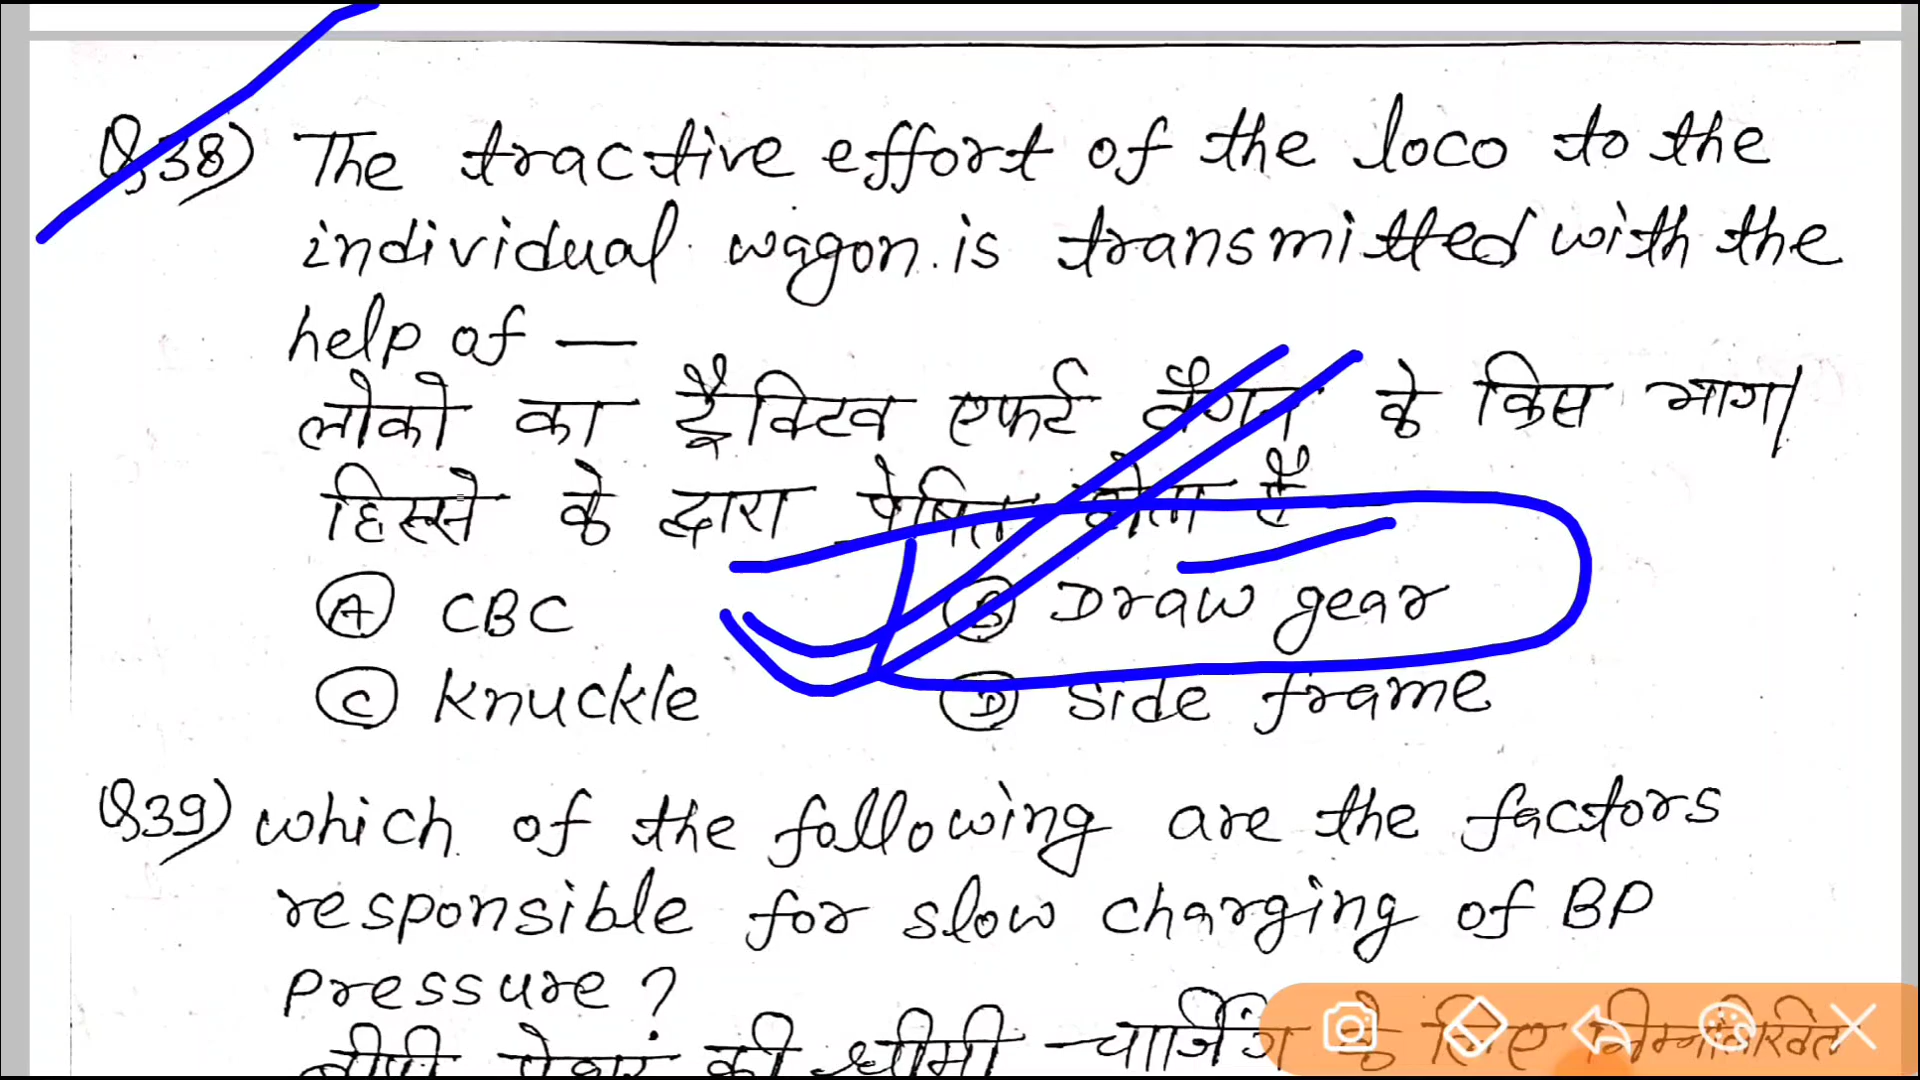 Q38) The tractive effort of the loco to the
individual wagon is transmitted with the
help of —
लोको का ट्रैक्टिव एफर्ट वैगन के किस भाग/
हिस्से के द्वारा प्रेषित होता है
(A) CBC (B) Draw gear
(C) Knuckle (D) Side frame
Q39) which of the following are the factors
responsible for slow charging of BP
pressure ?
बीपी प्रेशर की धीमी चार्जिंग के लिए निम्नलिखित